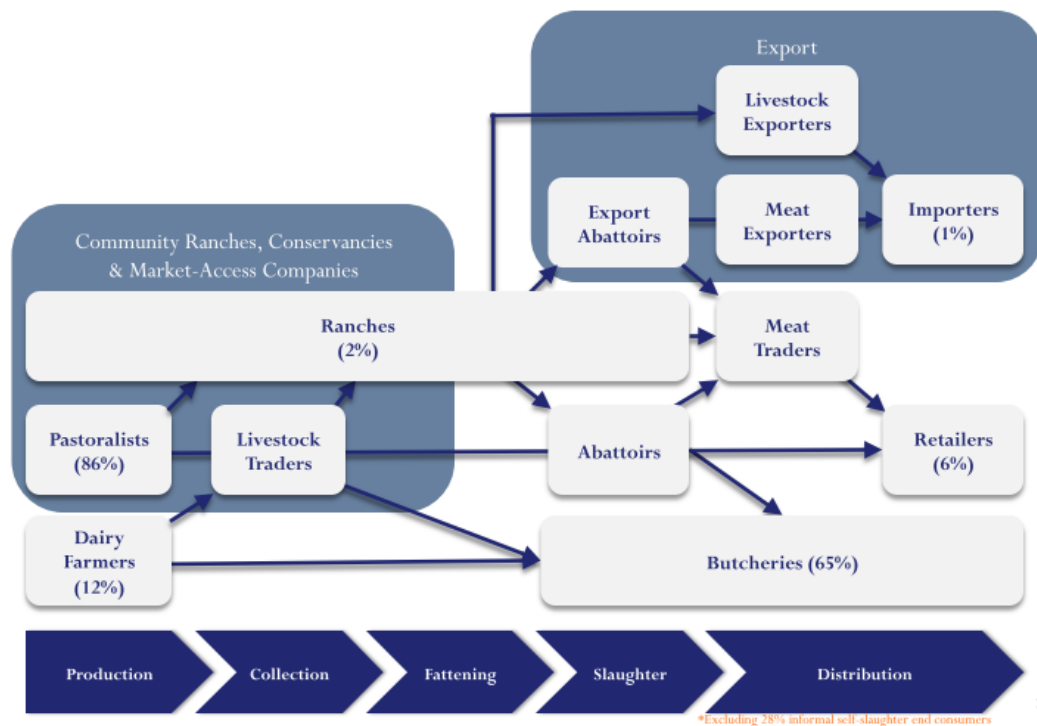 Export
Livestock
Exporters
Export
Abattoirs
Meat
Exporters
Importers
(1%)
Community Ranches, Conservancies
& Market-Access Companies
Ranches
(2%)
Meat
Traders
Pastoralists
(86%)
Livestock
Traders
Abattoirs
Retailers
(6%)
Dairy
Farmers
(12%)
Butcheries (65%)
Production
Collection
Fattening
Slaughter
Distribution
*Excluding 28% informal self-slaughter end consumers